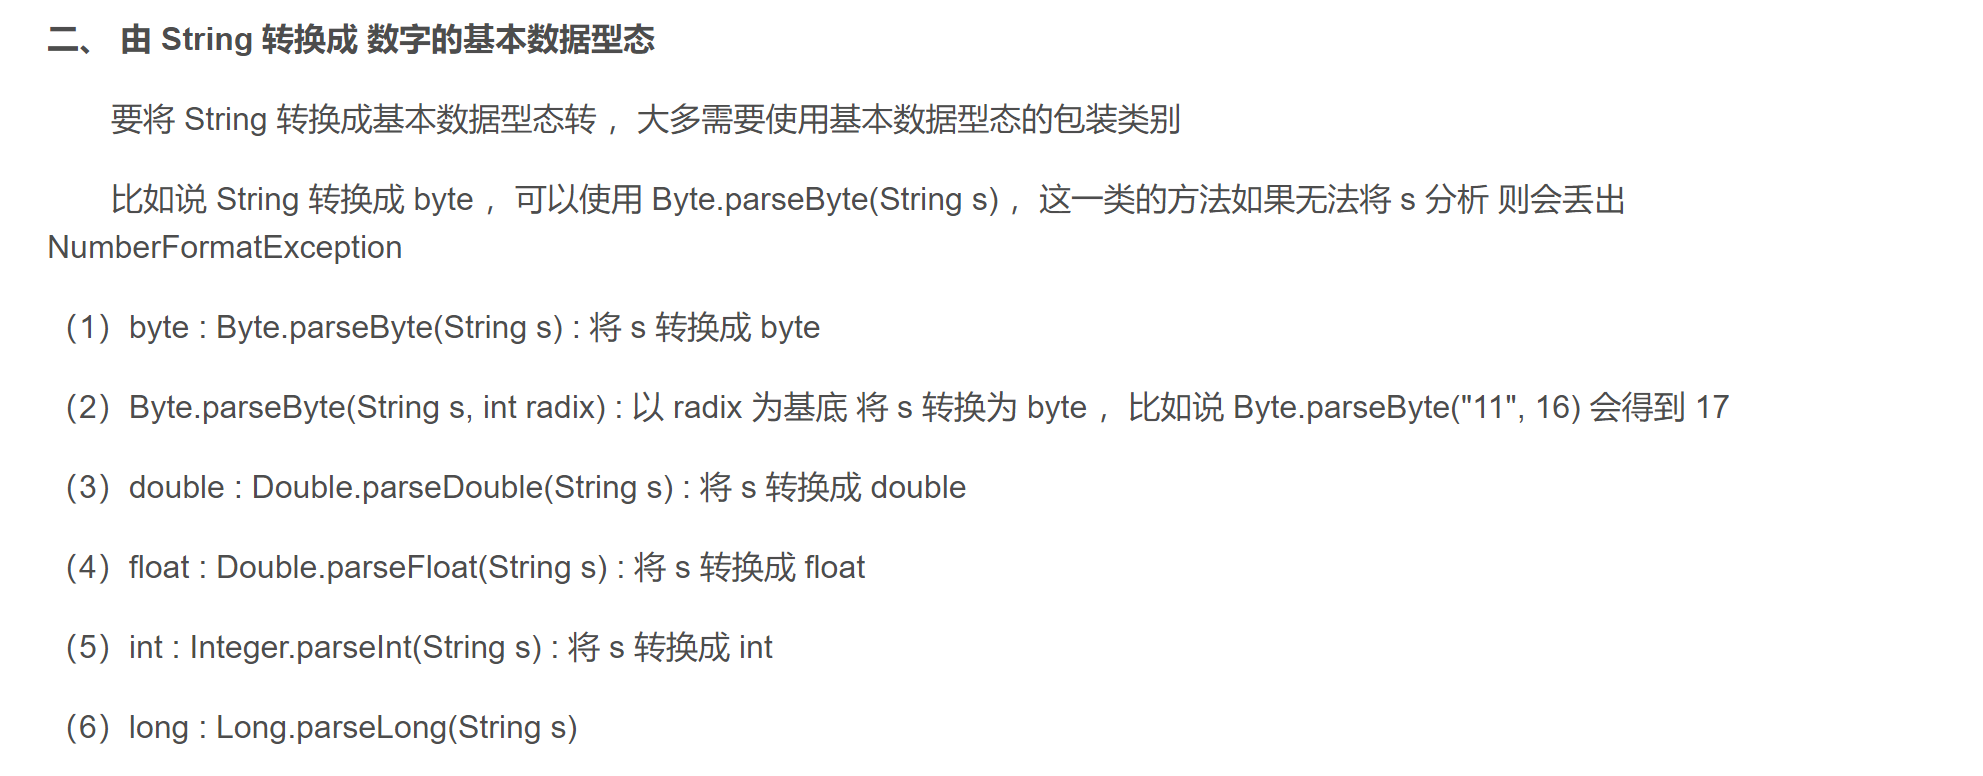 二、 由 String 转换成 数字的基本数据型态
要将 String 转换成基本数据型态转 ，大多需要使用基本数据型态的包装类别
比如说 String 转换成 byte ，可以使用 Byte.parseByte(String s) ，这一类的方法如果无法将 s 分析 则会丢出
NumberFormatException
（1）byte : Byte.parseByte(String s) : 将 s 转换成 byte
（2）Byte.parseByte(String s, int radix) : 以 radix 为基底 将 s 转换为 byte ，比如说 Byte.parseByte("11", 16) 会得到 17
（3）double : Double.parseDouble(String s) : 将 s 转换成 double
（4）float : Double.parseFloat(String s) : 将 s 转换成 float
（5）int : Integer.parseInt(String s) : 将 s 转换成 int
（6）long : Long.parseLong(String s)